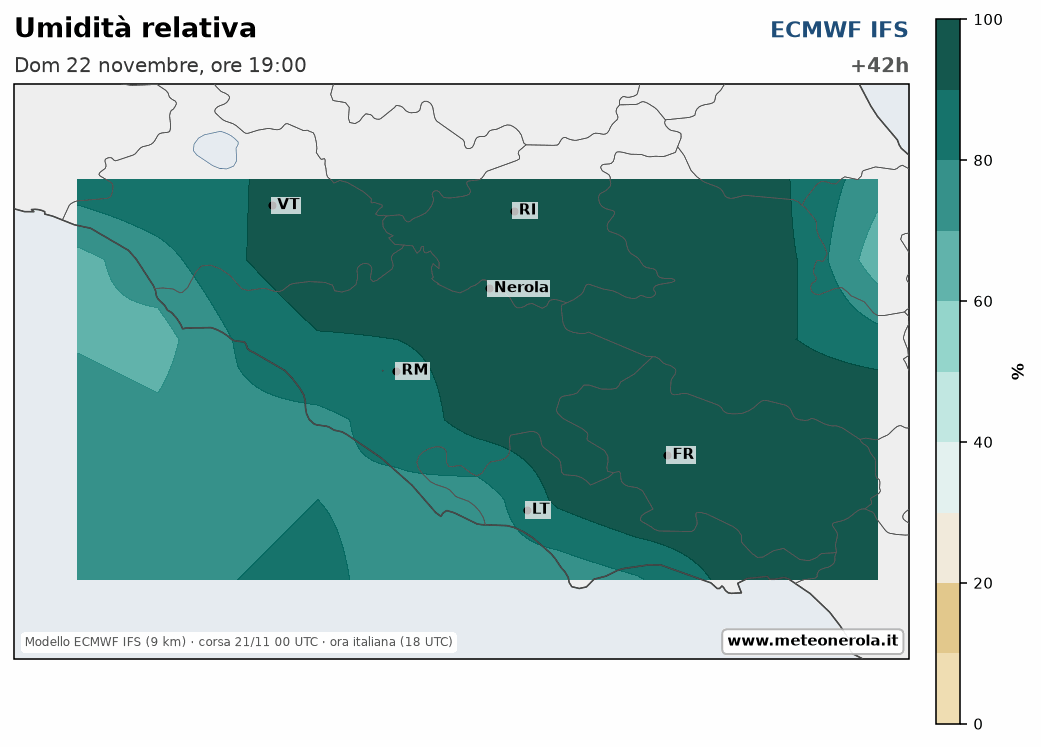 Umidità relativa
ECMWF IFS
Dom 22 novembre, ore 19:00
+42h
VT
RI
Nerola
RM
FR
LT
100
80
60
40
20
0
%
Modello ECMWF IFS (9 km) · corsa 21/11 00 UTC · ora italiana (18 UTC)
www.meteonerola.it